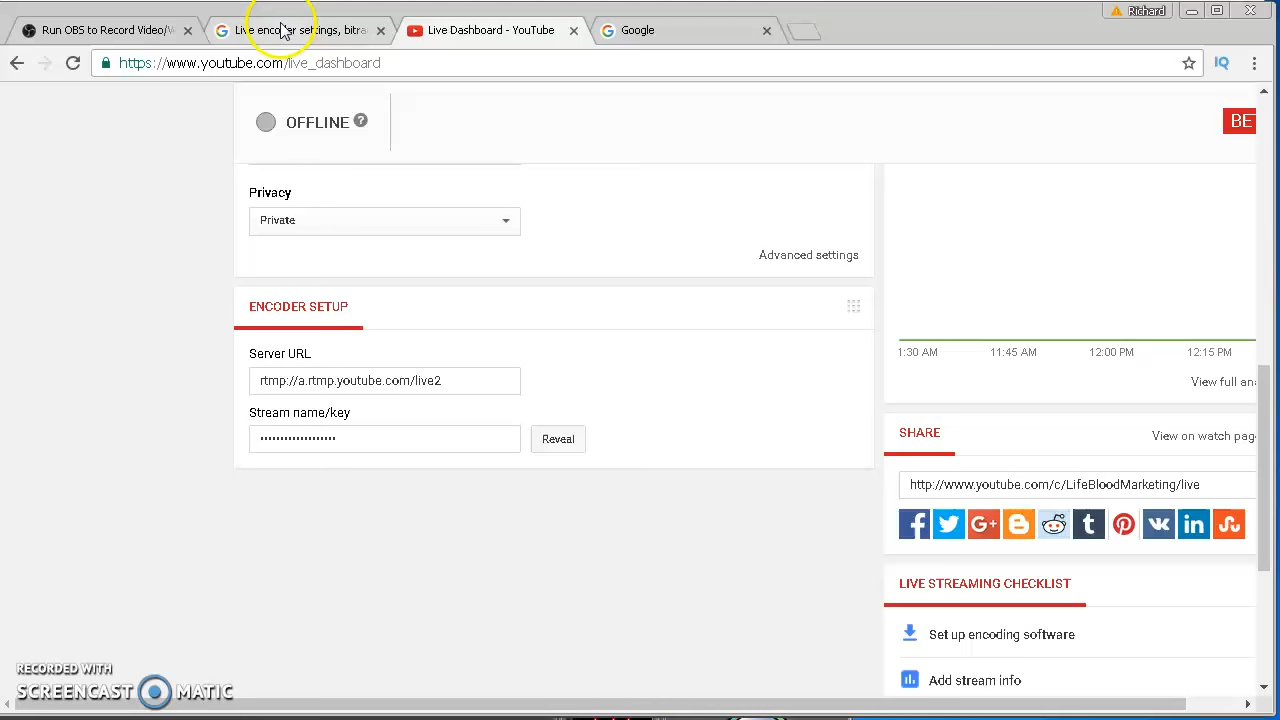 Richard
Run OBS to Record Video/
Live encoder settings, bitra
Live Dashboard - YouTube
Google
https://www.youtube.com/live_dashboard
IQ
OFFLINE ?
BE
Privacy
Private
Advanced settings
ENCODER SETUP
Server URL
rtmp://a.rtmp.youtube.com/live2
Stream name/key
•••••••••••••••••••
Reveal
1:30 AM 11:45 AM 12:00 PM 12:15 PM
View full an
SHARE
View on watch pag
http://www.youtube.com/c/LifeBloodMarketing/live
LIVE STREAMING CHECKLIST
Set up encoding software
Add stream info
RECORDED WITH
SCREENCAST MATIC